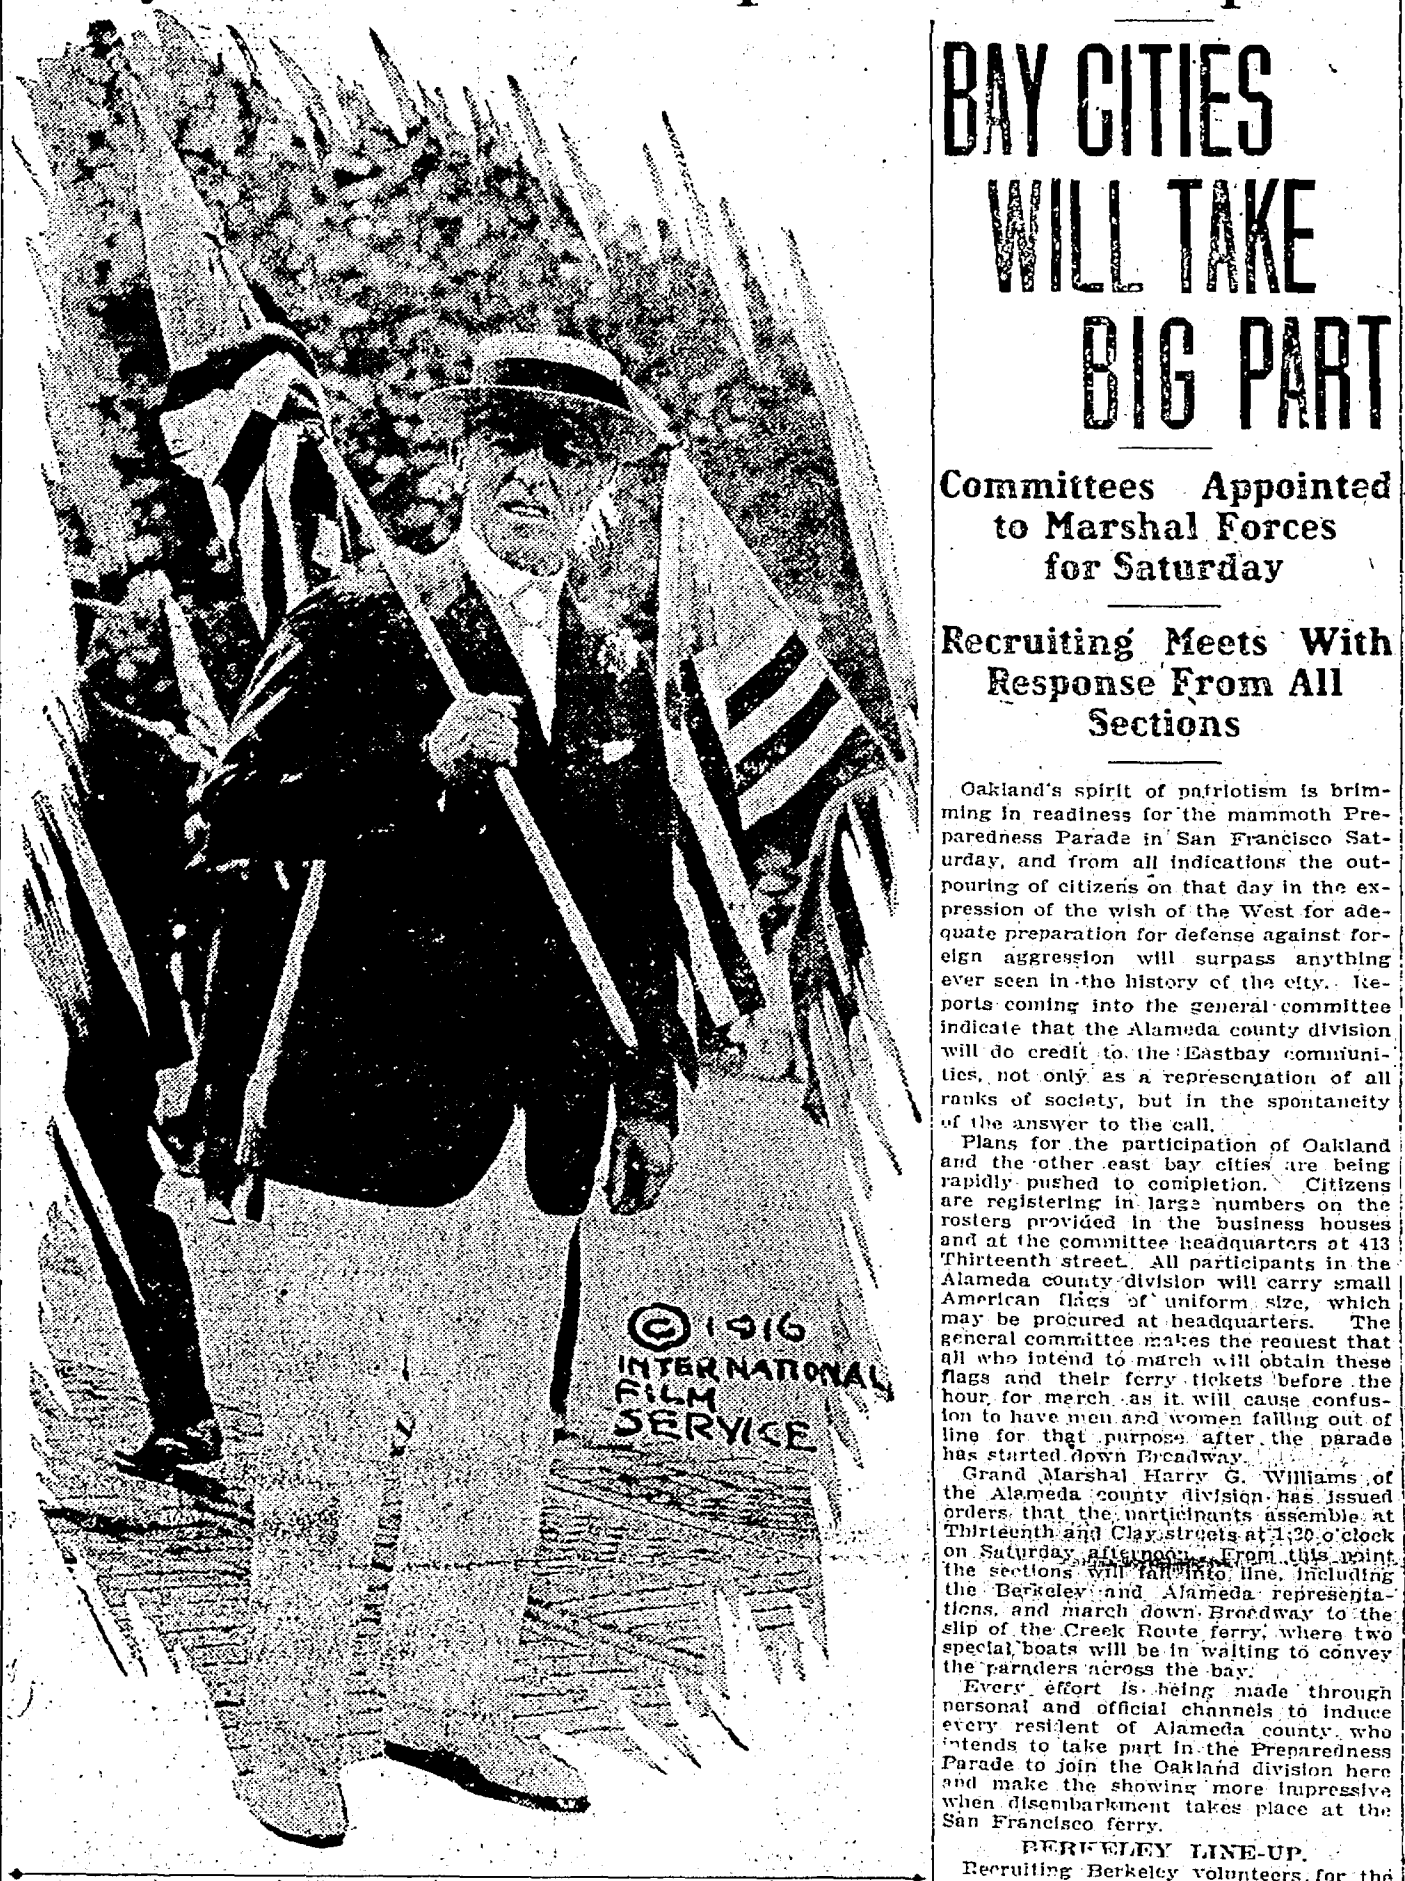 © 1916
INTERNATIONAL
FILM
SERVICE
BAY CITIES
WILL TAKE
BIG PART
Committees Appointed
to Marshal Forces
for Saturday
Recruiting Meets With
Response From All
Sections
Oakland's spirit of patriotism is brim-
ming in readiness for the mammoth Pre-
paredness Parade in San Francisco Sat-
urday, and from all indications the out-
pouring of citizens on that day in the ex-
pression of the wish of the West for ade-
quate preparation for defense against for-
eign aggression will surpass anything
ever seen in the history of the city. Re-
ports coming into the general committee
indicate that the Alameda county division
will do credit to the Eastbay communi-
ties, not only as a representation of all
ranks of society, but in the spontaneity
of the answer to the call.
Plans for the participation of Oakland
and the other east bay cities are being
rapidly pushed to completion. Citizens
are registering in large numbers on the
rosters provided in the business houses
and at the committee headquarters at 413
Thirteenth street. All participants in the
Alameda county division will carry small
American flags of uniform size, which
may be procured at headquarters. The
general committee makes the request that
all who intend to march will obtain these
flags and their ferry tickets before the
hour for march as it will cause confus-
ion to have men and women falling out of
line for that purpose after the parade
has started down Broadway.
Grand Marshal Harry G. Williams of
the Alameda county division has issued
orders that the participants assemble at
Thirteenth and Clay streets at 1:30 o'clock
on Saturday afternoon. From this point
the sections will fall into line, including
the Berkeley and Alameda representa-
tions, and march down Broadway to the
slip of the Creek Route ferry, where two
special boats will be in waiting to convey
the paraders across the bay.
Every effort is being made through
personal and official channels to induce
every resident of Alameda county who
intends to take part in the Preparedness
Parade to join the Oakland division here
and make the showing more impressive
when disembarkment takes place at the
San Francisco ferry.
BERKELEY LINE-UP.
Recruiting Berkeley volunteers for the